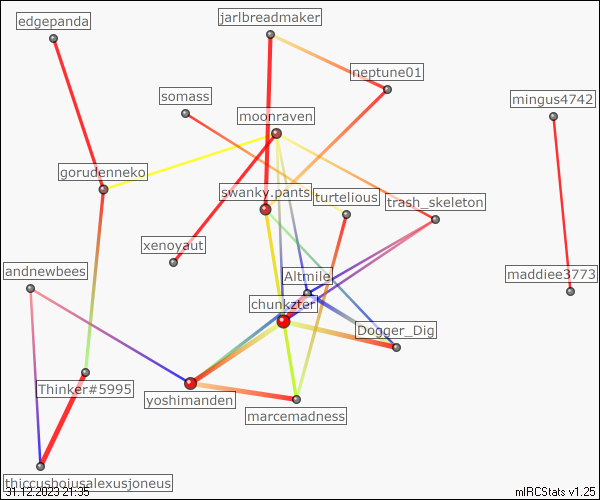 edgepanda
jarlbreadmaker
neptune01
somass
mingus4742
moonraven
gorudenneko
swanky.pants
turtelious
trash_skeleton
xenoyaut
andnewbees
Altmile
maddiee3773
chunkzter
Dogger_Dig
Thinker#5995
yoshimanden
marcemadness
thiccusboiusalexusjoneus
31.12.2023 21:35
mIRCStats v1.25